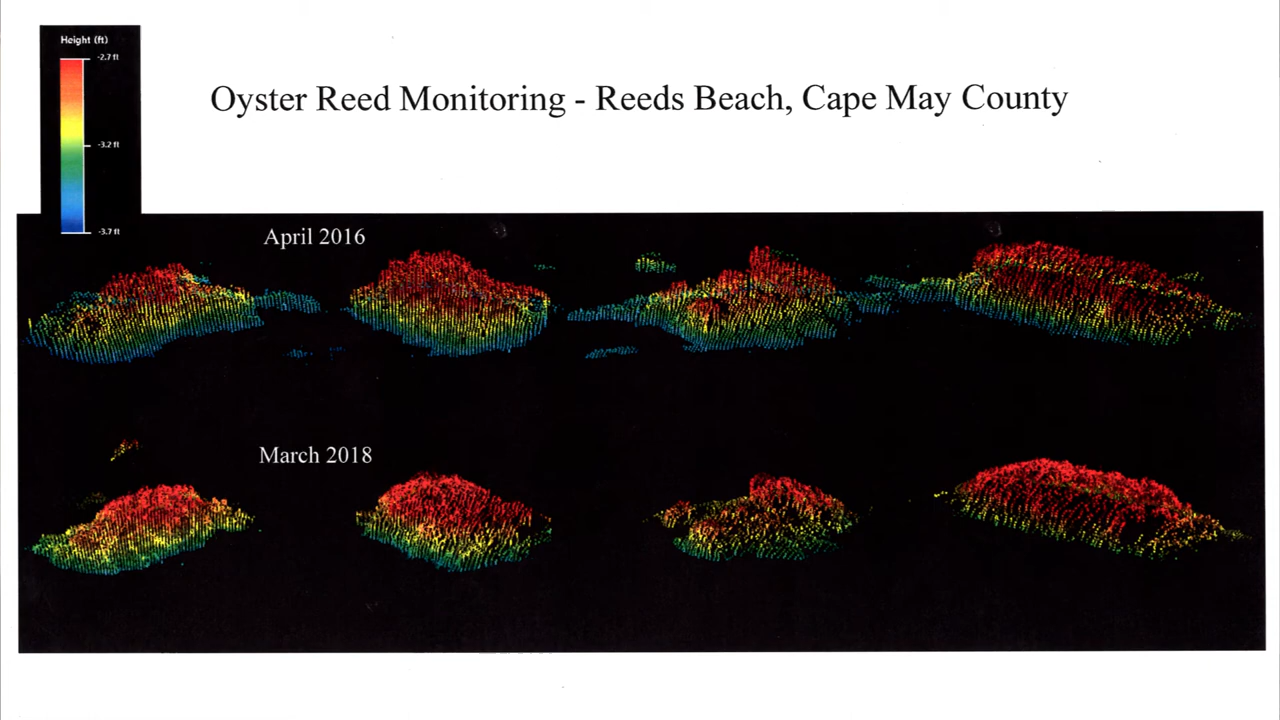 Height (ft)
-2.7 ft
Oyster Reed Monitoring - Reeds Beach, Cape May County
-3.2 ft
-3.7 ft
April 2016
March 2018